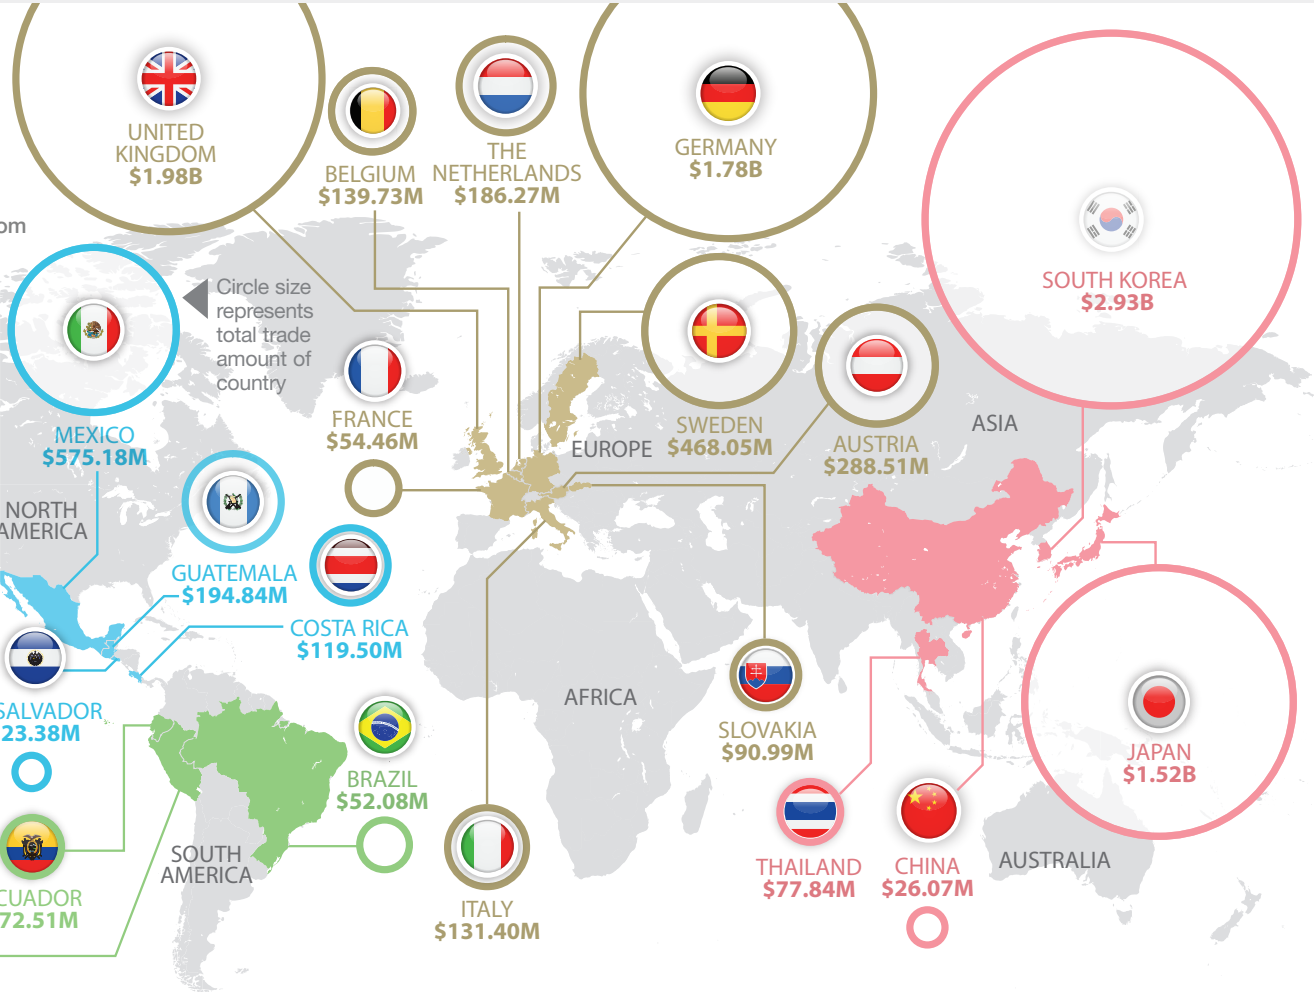 UNITED
KINGDOM
$1.98B
BELGIUM
$139.73M
THE
NETHERLANDS
$186.27M
GERMANY
$1.78B
SOUTH KOREA
$2.93B
om
MEXICO
$575.18M
Circle size
represents
total trade
amount of
country
FRANCE
$54.46M
SWEDEN
$468.05M
AUSTRIA
$288.51M
EUROPE
ASIA
NORTH
AMERICA
GUATEMALA
$194.84M
COSTA RICA
$119.50M
SALVADOR
23.38M
AFRICA
SLOVAKIA
$90.99M
JAPAN
$1.52B
BRAZIL
$52.08M
SOUTH
AMERICA
CUADOR
72.51M
ITALY
$131.40M
THAILAND
$77.84M
CHINA
$26.07M
AUSTRALIA